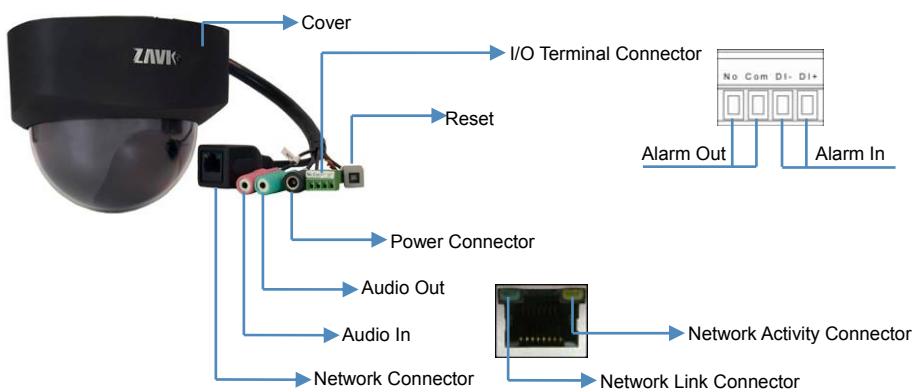 Cover
ZAVIO
I/O Terminal Connector
No Com DI- DI+
Reset
Alarm Out
Alarm In
Power Connector
Audio Out
Audio In
Network Activity Connector
Network Connector
Network Link Connector